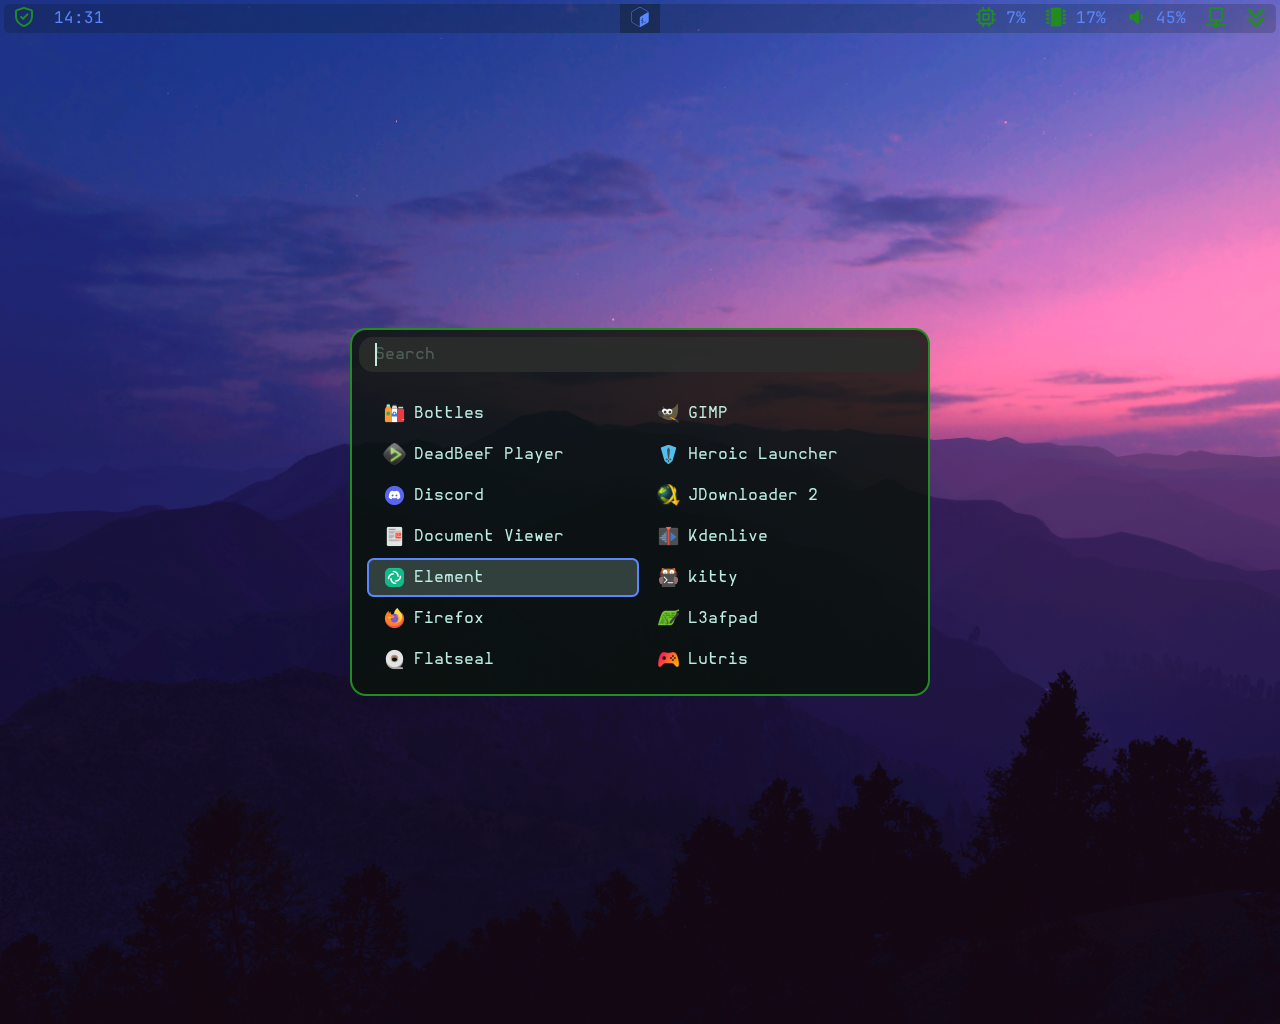 14:31
7% 17% 45%
Search
Bottles
DeadBeeF Player
Discord
Document Viewer
Element
Firefox
Flatseal
GIMP
Heroic Launcher
JDownloader 2
Kdenlive
kitty
L3afpad
Lutris